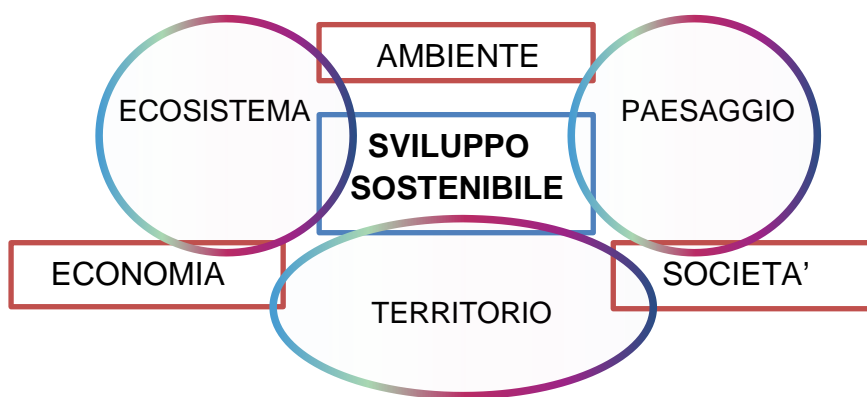 AMBIENTE
ECOSISTEMA
PAESAGGIO
SVILUPPO
SOSTENIBILE
ECONOMIA
SOCIETA’
TERRITORIO